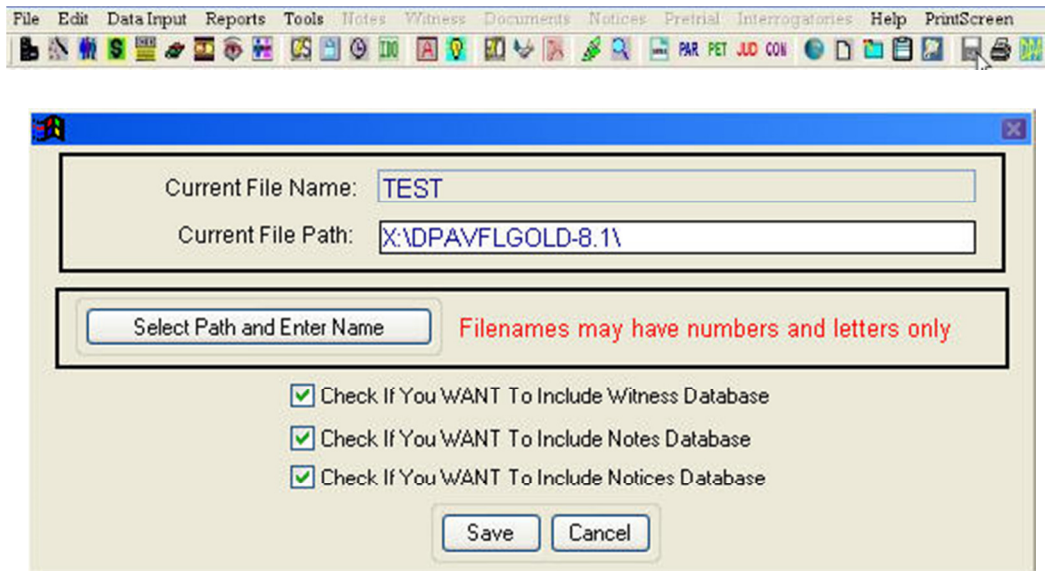 File Edit Data Input Reports Tools Notes Witness Documents Notices Pretrial Interrogatories Help PrintScreen
S A PAR PET JUD CON
Current File Name: TEST
Current File Path: X:\DPAVFLGOLD-8.1\
Select Path and Enter Name Filenames may have numbers and letters only
Check If You WANT To Include Witness Database
Check If You WANT To Include Notes Database
Check If You WANT To Include Notices Database
Save Cancel